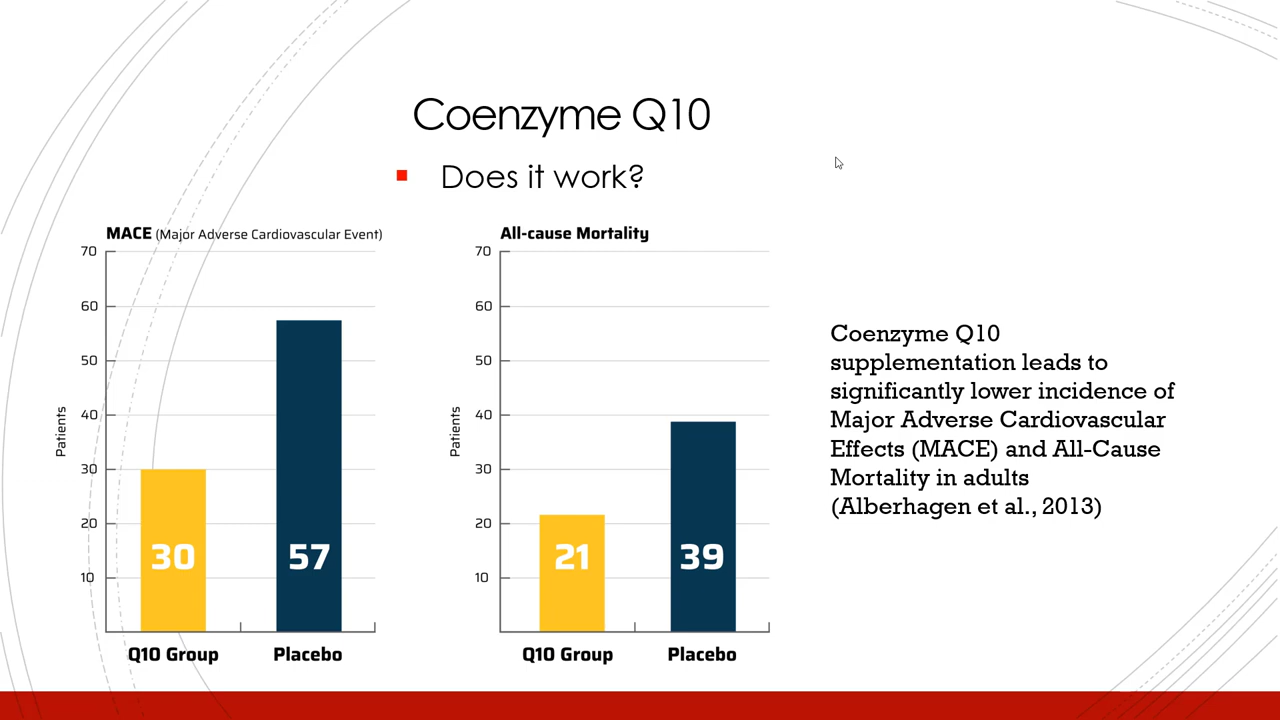 Coenzyme Q10
Does it work?
MACE (Major Adverse Cardiovascular Event)
70
60
50
40
30
20
10
Patients
30
57
Q10 Group
Placebo
All-cause Mortality
70
60
50
40
30
20
10
Patients
21
39
Q10 Group
Placebo
Coenzyme Q10
supplementation leads to
significantly lower incidence of
Major Adverse Cardiovascular
Effects (MACE) and All-Cause
Mortality in adults
(Alberhagen et al., 2013)